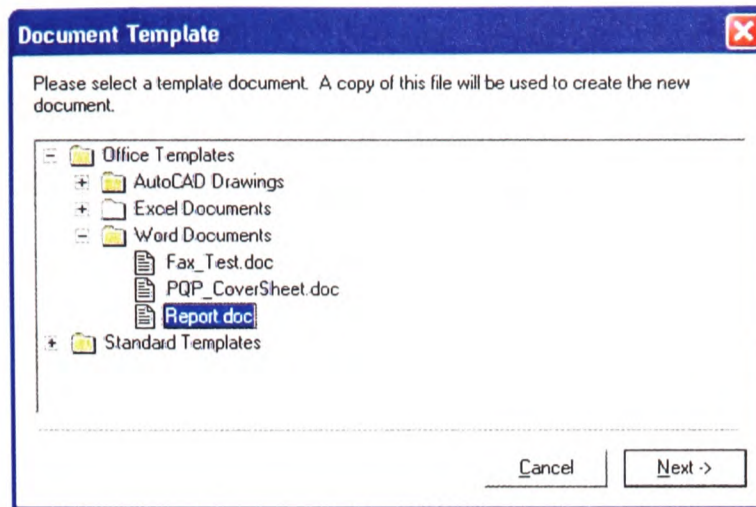 Document Template
Please select a template document. A copy of this file will be used to create the new
document.
Office Templates
AutoCAD Drawings
Excel Documents
Word Documents
Fax_Test.doc
PQP_CoverSheet.doc
Report.doc
Standard Templates
Cancel
Next ->